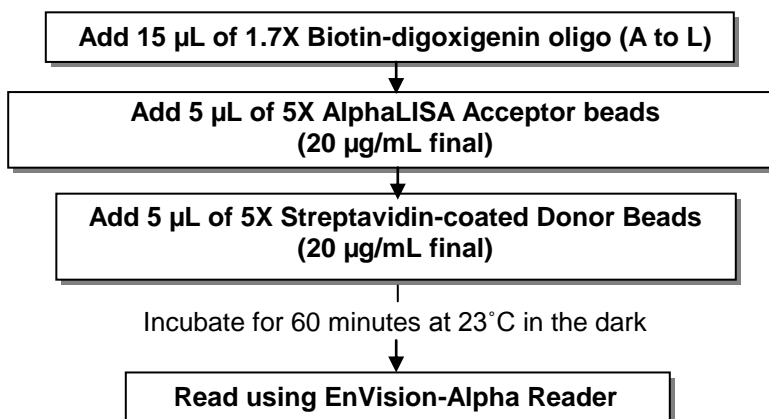 Add 15 µL of 1.7X Biotin-digoxigenin oligo (A to L)
Add 5 µL of 5X AlphaLISA Acceptor beads
(20 µg/mL final)
Add 5 µL of 5X Streptavidin-coated Donor Beads
(20 µg/mL final)
Incubate for 60 minutes at 23˚C in the dark
Read using EnVision-Alpha Reader